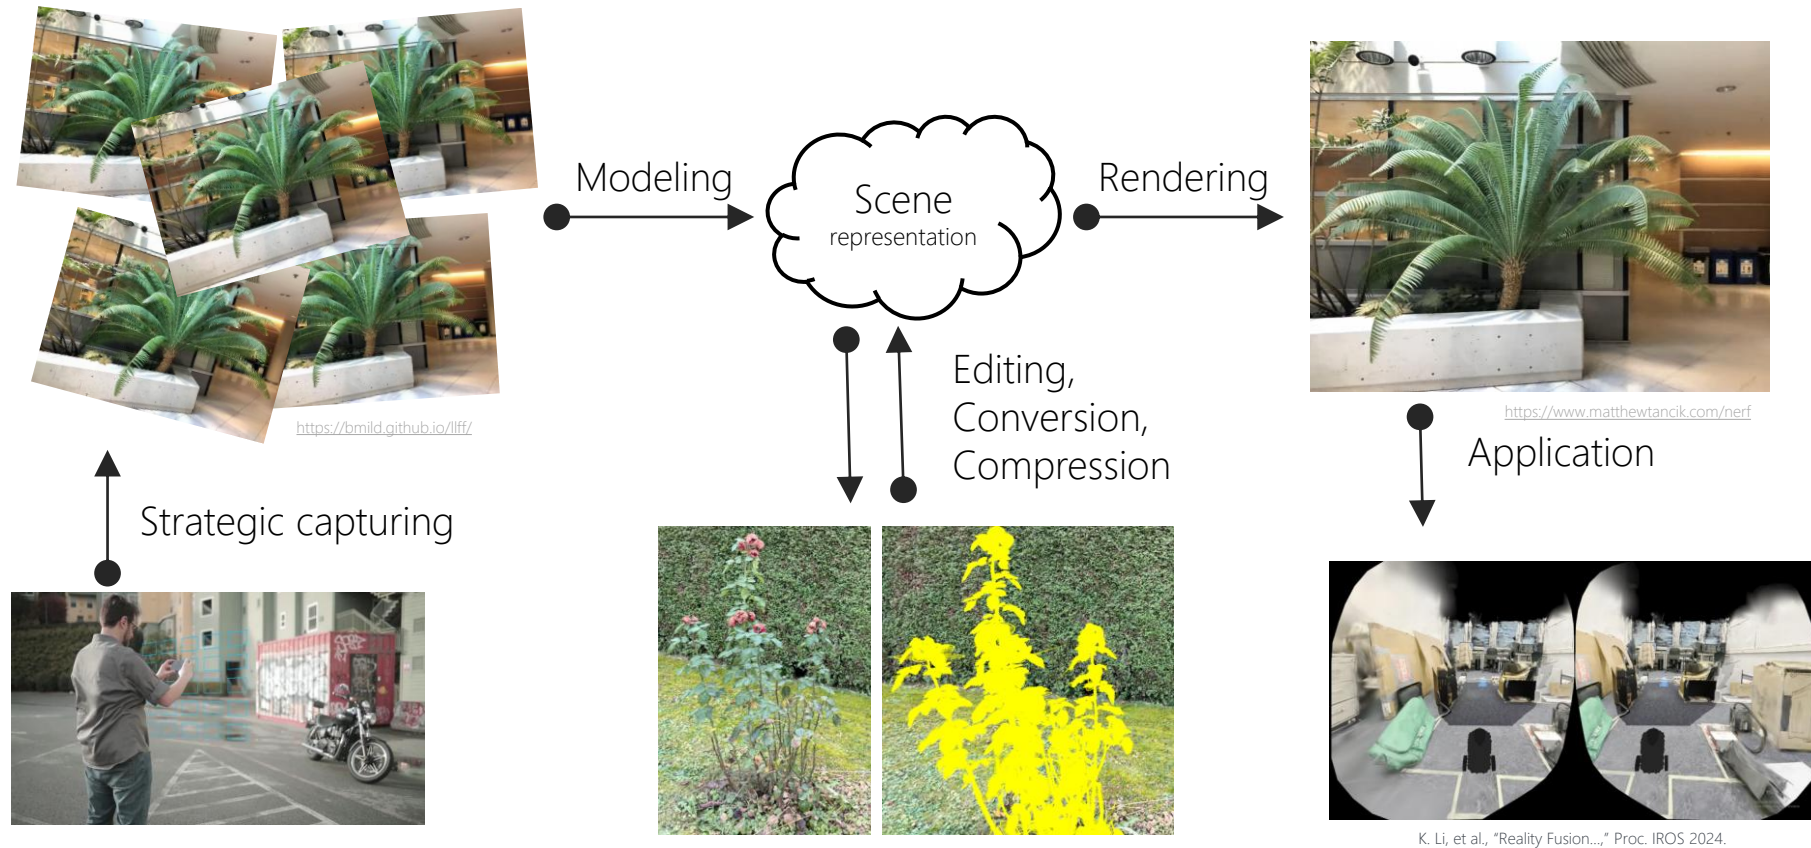 Modeling
Scene
representation
Rendering
Editing,
Conversion,
Compression
https://bmild.github.io/llff/
https://www.matthewtancik.com/nerf
Application
Strategic capturing
K. Li, et al., “Reality Fusion...,” Proc. IROS 2024.